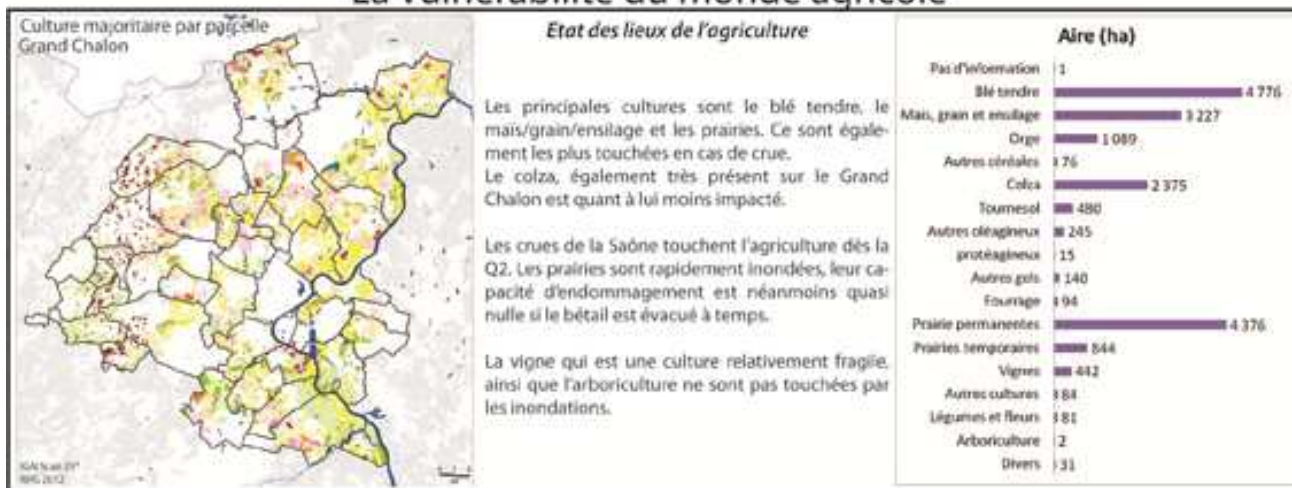 La vulnérabilité du monde agricole
Culture majoritaire par parcelle
Grand Chalon
Etat des lieux de l'agriculture
Les principales cultures sont le blé tendre, le
maïs/grain/ensilage et les prairies. Ce sont égale-
ment les plus touchées en cas de crue.
Le colza, également très présent sur le Grand
Chalon est quant à lui moins impacté.
Les crues de la Saône touchent l'agriculture dès la
Q2. Les prairies sont rapidement inondées, leur ca-
pacité d'endommagement est néanmoins quasi
nulle si le bétail est évacué à temps.
La vigne qui est une culture relativement fragile,
ainsi que l'arboriculture ne sont pas touchées par
les inondations.
Aire (ha)
Pas d'information 1
Blé tendre 4 776
Mais, grain et ensilage 3 227
Orge 1 089
Autres céréales 76
Colza 2 375
Tournesol 480
Autres oléagineux 245
protéagineux 15
Autres gels 140
Fourrage 94
Prairie permanentes 4 376
Prairies temporaires 844
Vignes 442
Autres cultures 84
Légumes et fleurs 81
Arboriculture 2
Divers 31